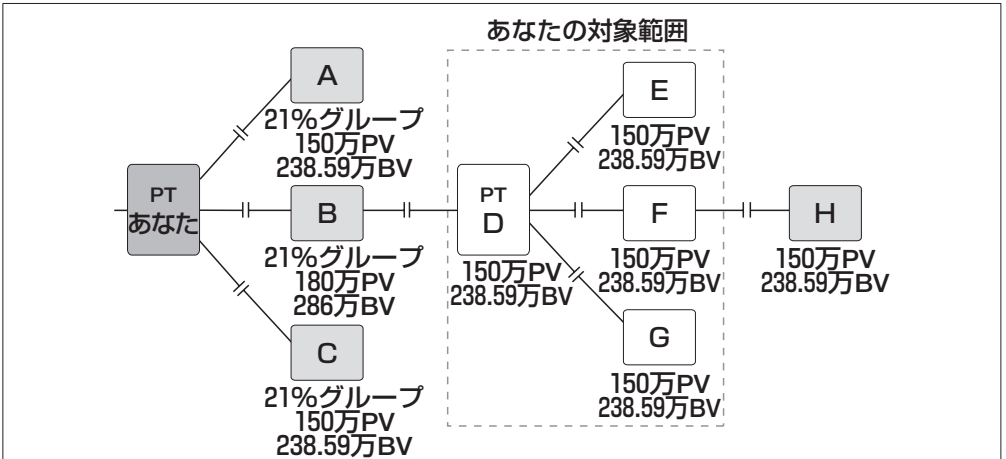 あなたの対象範囲
A
21%グループ
150万PV
238.59万BV
PT
あなた
B
21%グループ
180万PV
286万BV
C
21%グループ
150万PV
238.59万BV
PT
D
150万PV
238.59万BV
E
150万PV
238.59万BV
F
150万PV
238.59万BV
G
150万PV
238.59万BV
H
150万PV
238.59万BV